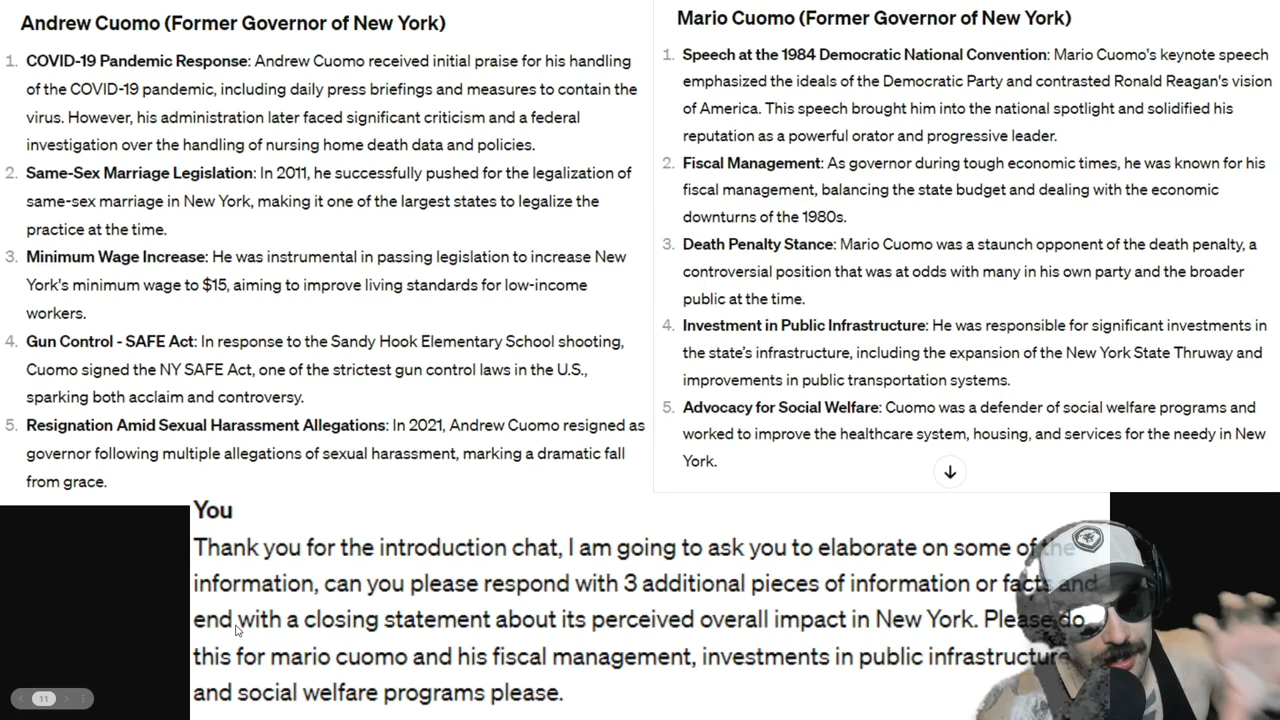 Andrew Cuomo (Former Governor of New York)
1. COVID-19 Pandemic Response: Andrew Cuomo received initial praise for his handling
of the COVID-19 pandemic, including daily press briefings and measures to contain the
virus. However, his administration later faced significant criticism and a federal
investigation over the handling of nursing home death data and policies.
2. Same-Sex Marriage Legislation: In 2011, he successfully pushed for the legalization of
same-sex marriage in New York, making it one of the largest states to legalize the
practice at the time.
3. Minimum Wage Increase: He was instrumental in passing legislation to increase New
York's minimum wage to $15, aiming to improve living standards for low-income
workers.
4. Gun Control - SAFE Act: In response to the Sandy Hook Elementary School shooting,
Cuomo signed the NY SAFE Act, one of the strictest gun control laws in the U.S.,
sparking both acclaim and controversy.
5. Resignation Amid Sexual Harassment Allegations: In 2021, Andrew Cuomo resigned as
governor following multiple allegations of sexual harassment, marking a dramatic fall
from grace.
Mario Cuomo (Former Governor of New York)
1. Speech at the 1984 Democratic National Convention: Mario Cuomo's keynote speech
emphasized the ideals of the Democratic Party and contrasted Ronald Reagan's vision
of America. This speech brought him into the national spotlight and solidified his
reputation as a powerful orator and progressive leader.
2. Fiscal Management: As governor during tough economic times, he was known for his
fiscal management, balancing the state budget and dealing with the economic
downturns of the 1980s.
3. Death Penalty Stance: Mario Cuomo was a staunch opponent of the death penalty, a
controversial position that was at odds with many in his own party and the broader
public at the time.
4. Investment in Public Infrastructure: He was responsible for significant investments in
the state's infrastructure, including the expansion of the New York State Thruway and
improvements in public transportation systems.
5. Advocacy for Social Welfare: Cuomo was a defender of social welfare programs and
worked to improve the healthcare system, housing, and services for the needy in New
York.
You
Thank you for the introduction chat, I am going to ask you to elaborate on some of the
information, can you please respond with 3 additional pieces of information or facts and
end with a closing statement about its perceived overall impact in New York. Please do
this for mario cuomo and his fiscal management, investments in public infrastructure
and social welfare programs please.
11